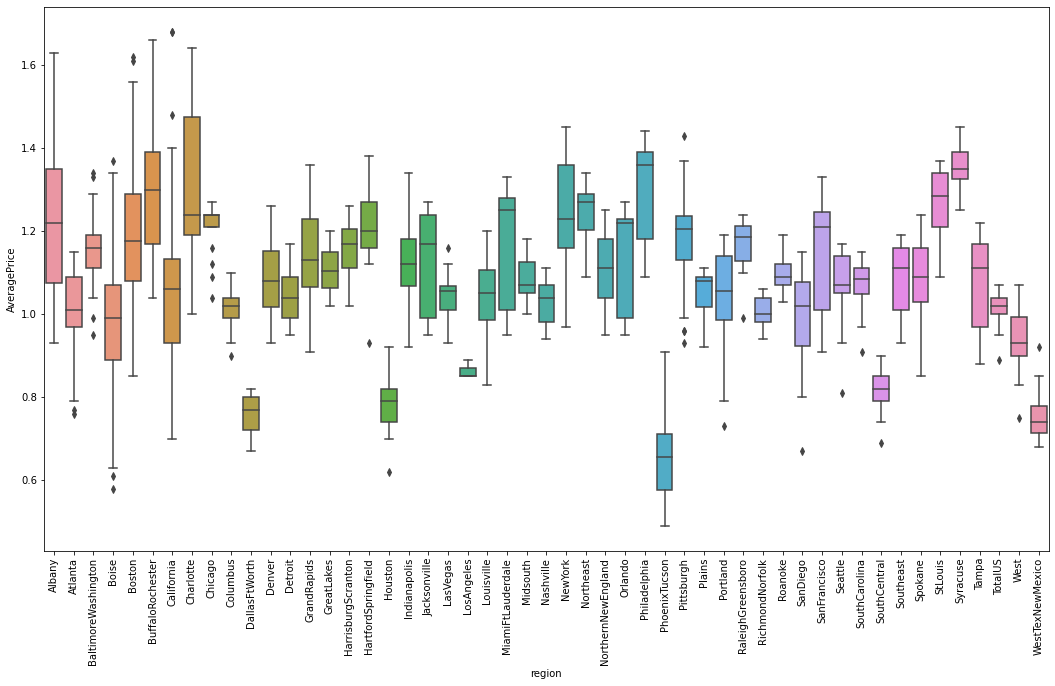 1.6
1.4
1.2
1.0
0.8
0.6
AveragePrice
Albany
Atlanta
BaltimoreWashington
Boise
Boston
BuffaloRochester
California
Charlotte
Chicago
Columbus
DallasFtWorth
Denver
Detroit
GrandRapids
GreatLakes
HarrisburgScranton
HartfordSpringfield
Houston
Indianapolis
Jacksonville
LasVegas
LosAngeles
Louisville
MiamiFtLauderdale
Midsouth
Nashville
NewYork
Northeast
NorthernNewEngland
Orlando
Philadelphia
PhoenixTucson
Pittsburgh
Plains
Portland
RaleighGreensboro
RichmondNorfolk
Roanoke
SanDiego
SanFrancisco
Seattle
SouthCarolina
SouthCentral
Southeast
Spokane
StLouis
Syracuse
Tampa
TotalUS
West
WestTexNewMexico
region